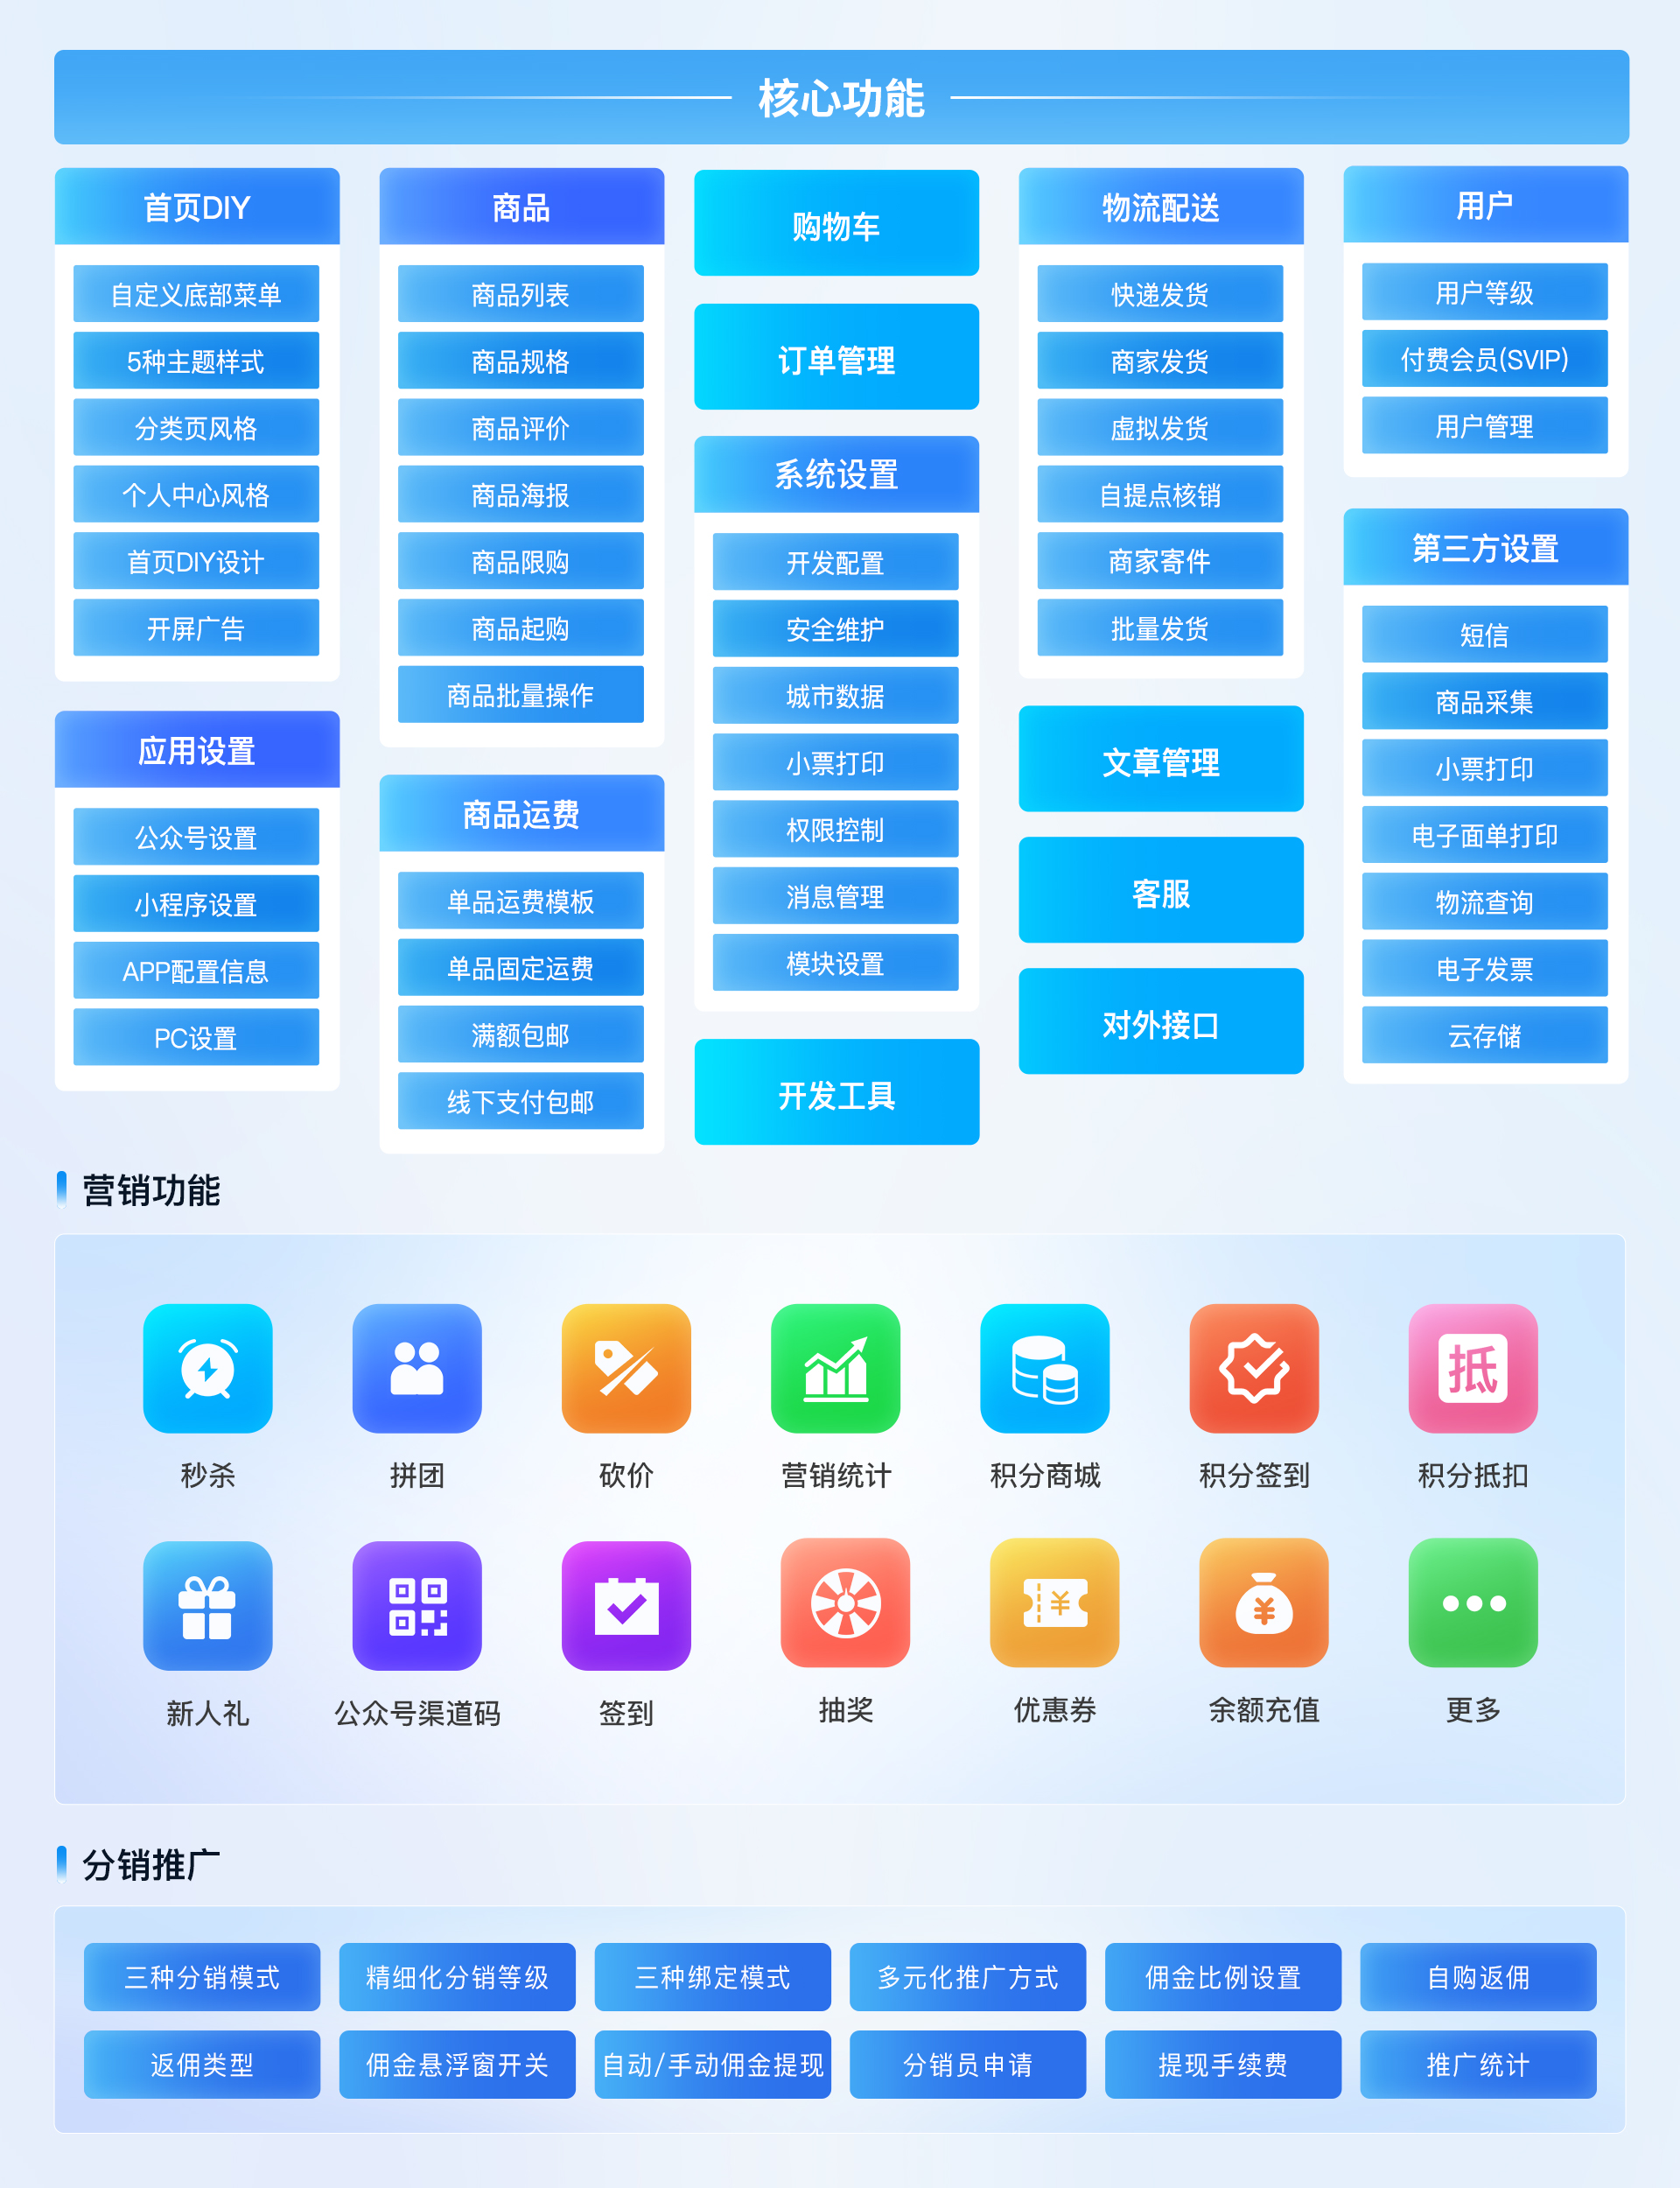 核心功能
首页DIY
自定义底部菜单
5种主题样式
分类页风格
个人中心风格
首页DIY设计
开屏广告
应用设置
公众号设置
小程序设置
APP配置信息
PC设置
商品
商品列表
商品规格
商品评价
商品海报
商品限购
商品起购
商品批量操作
商品运费
单品运费模板
单品固定运费
满额包邮
线下支付包邮
购物车
订单管理
系统设置
开发配置
安全维护
城市数据
小票打印
权限控制
消息管理
模块设置
开发工具
物流配送
快递发货
商家发货
虚拟发货
自提点核销
商家寄件
批量发货
文章管理
客服
对外接口
用户
用户等级
付费会员(SVIP)
用户管理
第三方设置
短信
商品采集
小票打印
电子面单打印
物流查询
电子发票
云存储
营销功能
抵
秒杀
拼团
砍价
营销统计
积分商城
积分签到
积分抵扣
¥
¥
新人礼
公众号渠道码
签到
抽奖
优惠券
余额充值
更多
分销推广
三种分销模式
精细化分销等级
三种绑定模式
多元化推广方式
佣金比例设置
自购返佣
返佣类型
佣金悬浮窗开关
自动/手动佣金提现
分销员申请
提现手续费
推广统计